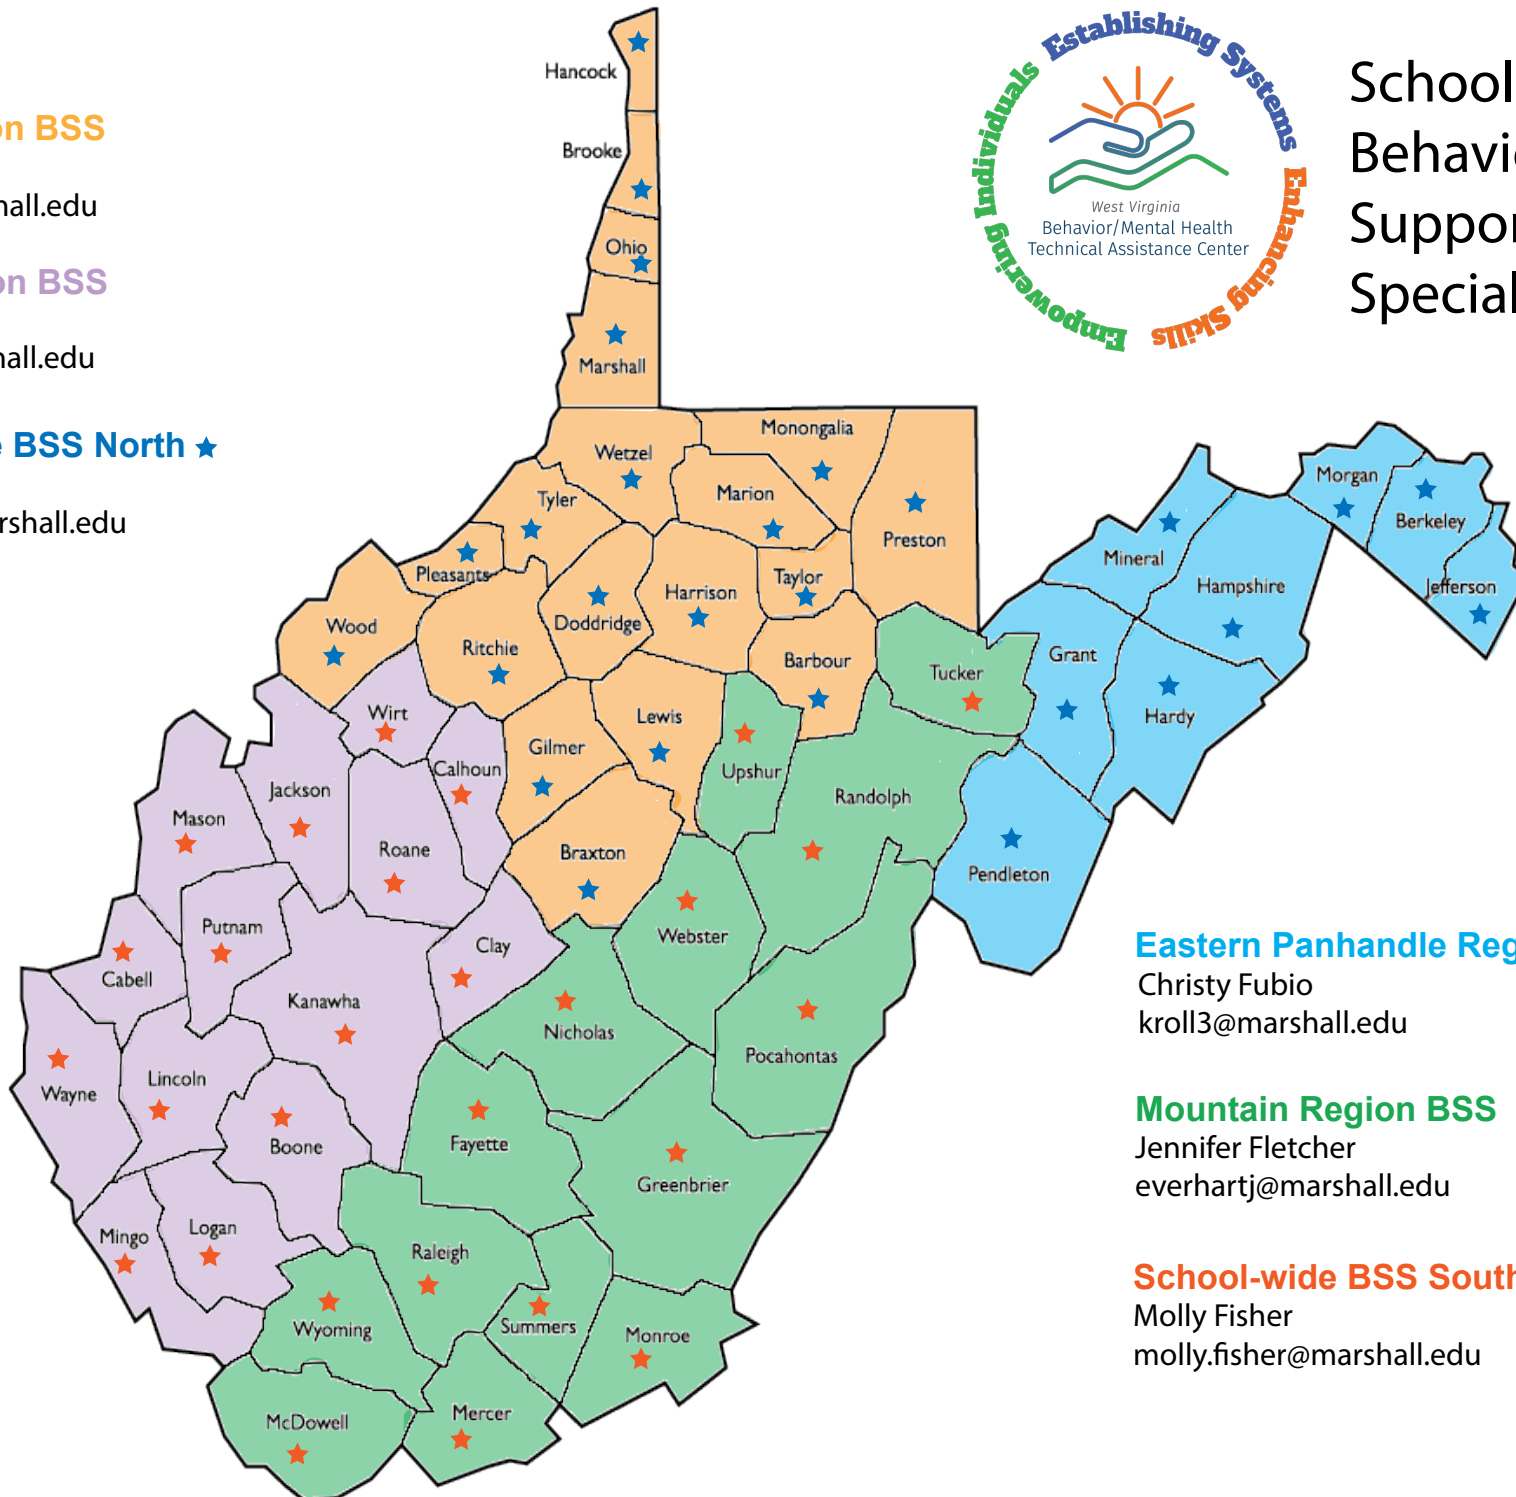 on BSS
hall.edu
on BSS
hall.edu
e BSS North
rshall.edu
Establishing Systems
Enhancing Skills
Empowering Individuals
West Virginia
Behavior/Mental Health
Technical Assistance Center
School
Behavio
Suppor
Special
Hancock
Brooke
Ohio
Marshall
Wetzel
Monongalia
Marion
Tyler
Preston
Pleasants
Taylor
Harrison
Doddridge
Wood
Ritchie
Barbour
Morgan
Berkeley
Mineral
Hampshire
Jefferson
Grant
Hardy
Tucker
Wirt
Lewis
Gilmer
Calhoun
Upshur
Jackson
Randolph
Mason
Roane
Braxton
Pendleton
Putnam
Webster
Clay
Cabell
Kanawha
Nicholas
Pocahontas
Wayne
Lincoln
Boone
Fayette
Greenbrier
Mingo
Logan
Raleigh
Wyoming
Summers
Monroe
McDowell
Mercer
Eastern Panhandle Reg
Christy Fubio
kroll3@marshall.edu
Mountain Region BSS
Jennifer Fletcher
everhartj@marshall.edu
School-wide BSS South
Molly Fisher
molly.fisher@marshall.edu